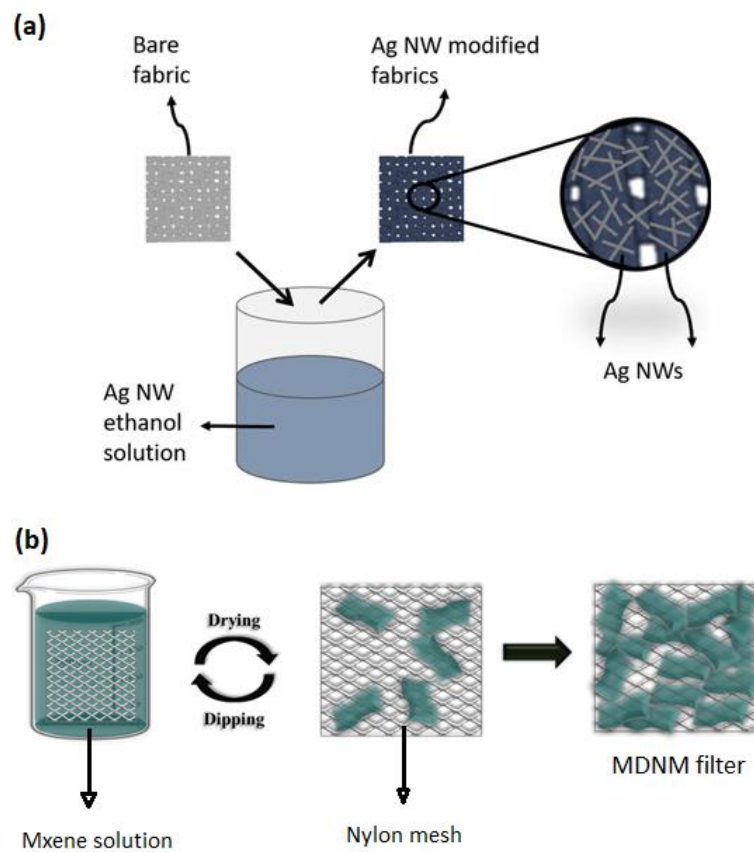 (a)
Bare
fabric
Ag NW modified
fabrics
Ag NW
ethanol
solution
Ag NWs
(b)
Drying
Dipping
Mxene solution
Nylon mesh
MDNM filter